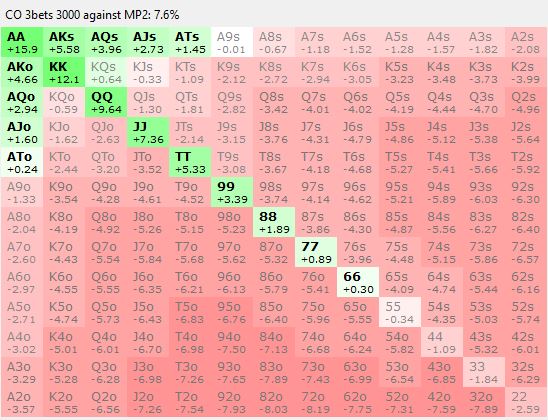 CO 3bets 3000 against MP2: 7.6%
AA AKs AQs AJs ATs A9s A8s A7s A6s A5s A4s A3s A2s
+15.9 +5.58 +3.96 +2.73 +1.45 -0.01 -0.67 -1.18 -1.52 -1.28 -1.57 -1.82 -2.08
AKo KK KQs KJs KTs K9s K8s K7s K6s K5s K4s K3s K2s
+4.66 +12.1 +0.64 -0.33 -1.09 -2.12 -2.72 -2.94 -3.05 -3.23 -3.48 -3.73 -3.99
AQo KQo QQ QJs QTs Q9s Q8s Q7s Q6s Q5s Q4s Q3s Q2s
+2.94 -0.59 +9.64 -1.30 -1.81 -2.82 -3.42 -4.01 -4.02 -4.19 -4.44 -4.70 -4.96
AJo KJo QJo JJ JTs J9s J8s J7s J6s J5s J4s J3s J2s
+1.60 -1.62 -2.63 +7.36 -2.14 -3.15 -3.76 -4.31 -4.79 -4.86 -5.12 -5.38 -5.64
ATo KTo QTo JTo TT T9s T8s T7s T6s T5s T4s T3s T2s
+0.24 -2.44 -3.20 -3.52 +5.33 -3.08 -3.67 -4.18 -4.68 -5.27 -5.41 -5.66 -5.92
A9o K9o Q9o J9o T9o 99 98s 97s 96s 95s 94s 93s 92s
-1.33 -3.54 -4.28 -4.61 -4.52 +3.39 -3.74 -4.14 -4.62 -5.21 -5.89 -6.03 -6.30
A8o K8o Q8o J8o T8o 98o 88 87s 86s 85s 84s 83s 82s
-2.04 -4.19 -4.92 -5.26 -5.15 -5.23 +1.89 -3.86 -4.30 -4.87 -5.56 -6.27 -6.40
A7o K7o Q7o J7o T7o 97o 87o 77 76s 75s 74s 73s 72s
-2.60 -4.43 -5.54 -5.84 -5.68 -5.62 -5.32 +0.89 -3.96 -4.48 -5.15 -5.86 -6.57
A6o K6o Q6o J6o T6o 96o 86o 76o 66 65s 64s 63s 62s
-2.97 -4.55 -5.55 -6.35 -6.21 -6.13 -5.79 -5.41 +0.30 -4.09 -4.74 -5.44 -6.16
A5o K5o Q5o J5o T5o 95o 85o 75o 65o 55 54s 53s 52s
-2.71 -4.74 -5.73 -6.43 -6.83 -6.76 -6.40 -5.96 -5.55 -0.34 -4.35 -5.03 -5.74
A4o K4o Q4o J4o T4o 94o 84o 74o 64o 54o 44 43s 42s
-3.02 -5.01 -6.01 -6.70 -6.98 -7.50 -7.13 -6.68 -6.24 -5.82 -1.09 -5.32 -6.01
A3o K3o Q3o J3o T3o 93o 83o 73o 63o 53o 43o 33 32s
-3.29 -5.28 -6.28 -6.98 -7.26 -7.65 -7.89 -7.43 -6.99 -6.54 -6.85 -1.84 -6.29
A2o K2o Q2o J2o T2o 92o 82o 72o 62o 52o 42o 32o 22
-3.57 -5.55 -6.56 -7.26 -7.54 -7.93 -8.03 -8.19 -7.75 -7.31 -7.59 -7.89 -2.59